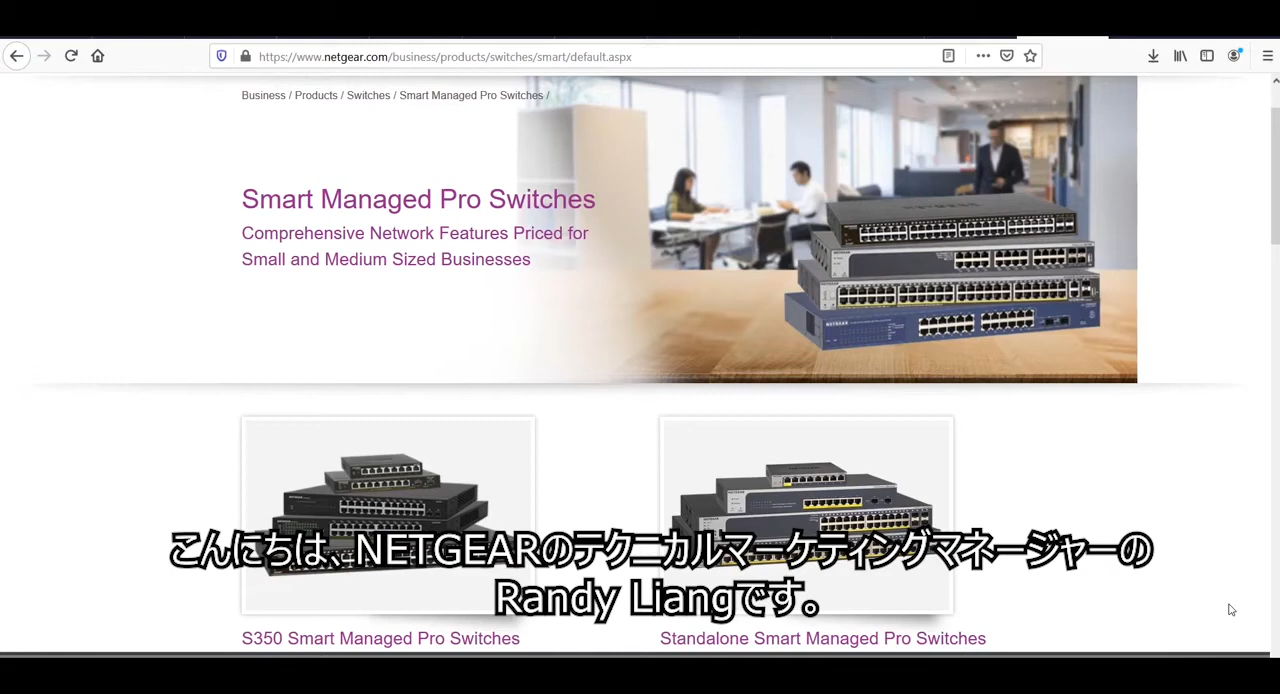 https://www.netgear.com/business/products/switches/smart/default.aspx
Business / Products / Switches / Smart Managed Pro Switches /
Smart Managed Pro Switches
Comprehensive Network Features Priced for
Small and Medium Sized Businesses
NETGEAR
NETGEAR
NETGEAR
こんにちは、NETGEARのテクニカルマーケティングマネージャーの
Randy Liangです。
S350 Smart Managed Pro Switches
Standalone Smart Managed Pro Switches